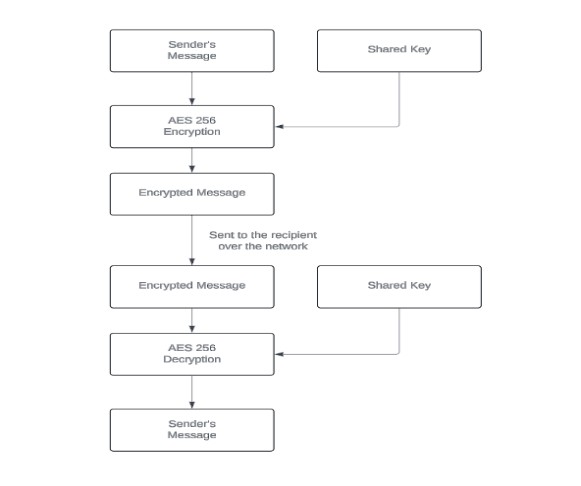 Sender's
Message
Shared Key
AES 256
Encryption
Encrypted Message
Sent to the recipient
over the network
Encrypted Message
Shared Key
AES 256
Decryption
Sender's
Message